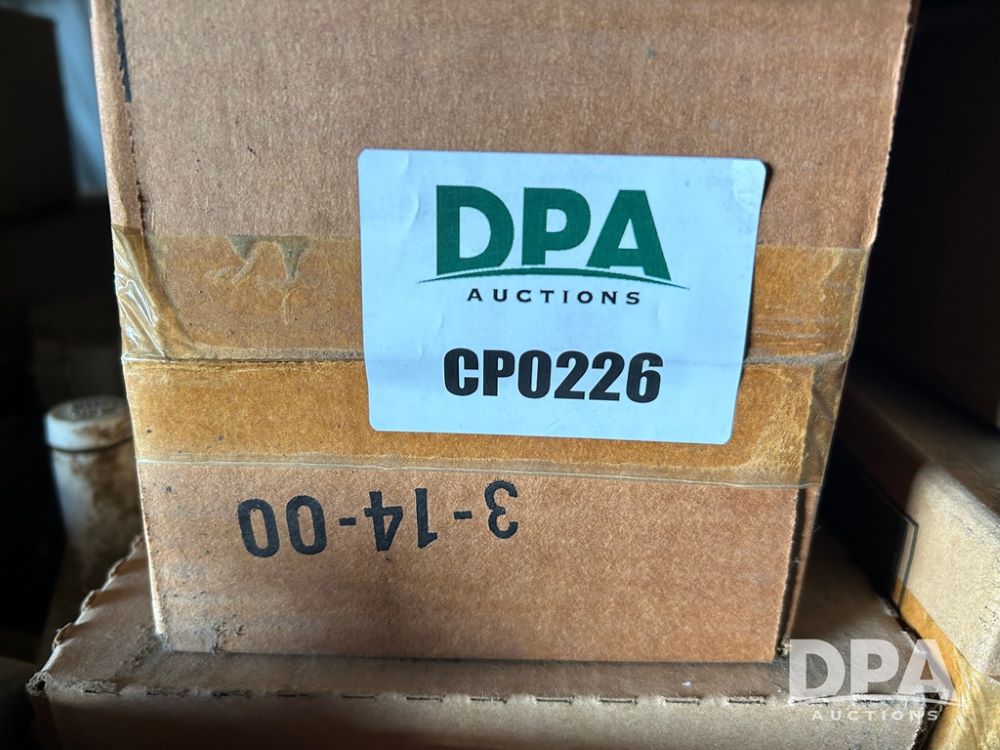 DPA
AUCTIONS
CP0226
3-14-00
DPA
AUCTIONS